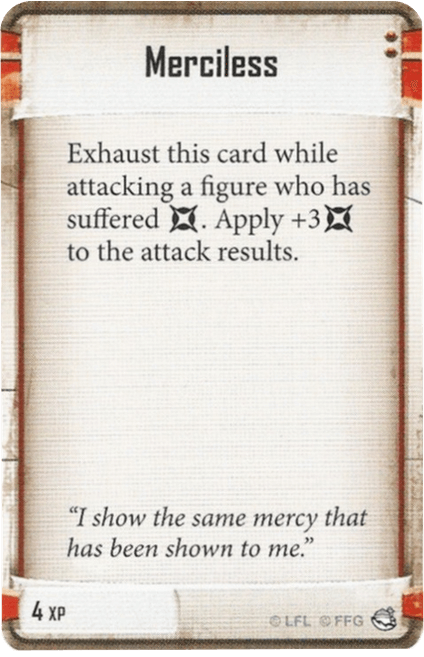 Merciless
Exhaust this card while
attacking a figure who has
suffered . Apply +3
to the attack results.
“I show the same mercy that
has been shown to me.”
4 XP
© LFL © FFG